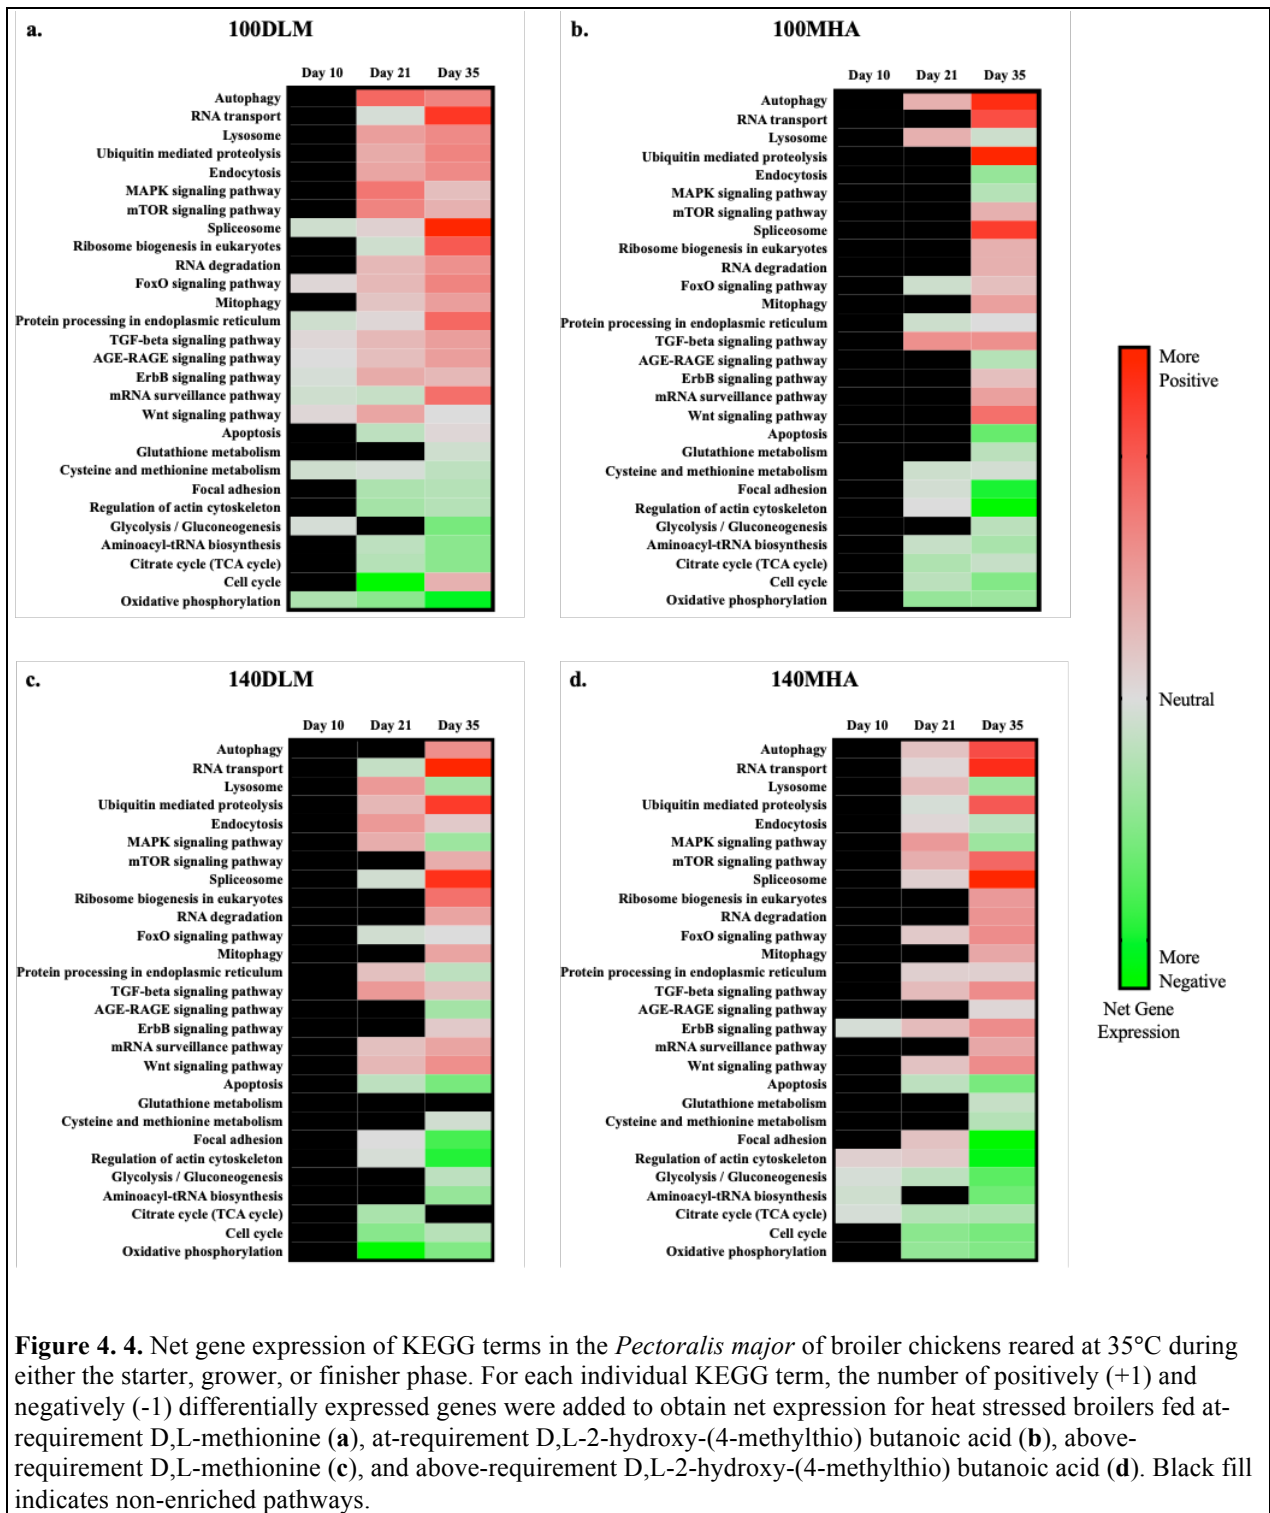 a.
100DLM
Day 10 Day 21 Day 35
Autophagy
RNA transport
Lysosome
Ubiquitin mediated proteolysis
Endocytosis
MAPK signaling pathway
mTOR signaling pathway
Spliceosome
Ribosome biogenesis in eukaryotes
RNA degradation
FoxO signaling pathway
Mitophagy
Protein processing in endoplasmic reticulum
TGF-beta signaling pathway
AGE-RAGE signaling pathway
ErbB signaling pathway
mRNA surveillance pathway
Wnt signaling pathway
Apoptosis
Glutathione metabolism
Cysteine and methionine metabolism
Focal adhesion
Regulation of actin cytoskeleton
Glycolysis / Gluconeogenesis
Aminoacyl-tRNA biosynthesis
Citrate cycle (TCA cycle)
Cell cycle
Oxidative phosphorylation
b.
100MHA
Day 10 Day 21 Day 35
Autophagy
RNA transport
Lysosome
Ubiquitin mediated proteolysis
Endocytosis
MAPK signaling pathway
mTOR signaling pathway
Spliceosome
Ribosome biogenesis in eukaryotes
RNA degradation
FoxO signaling pathway
Mitophagy
Protein processing in endoplasmic reticulum
TGF-beta signaling pathway
AGE-RAGE signaling pathway
ErbB signaling pathway
mRNA surveillance pathway
Wnt signaling pathway
Apoptosis
Glutathione metabolism
Cysteine and methionine metabolism
Focal adhesion
Regulation of actin cytoskeleton
Glycolysis / Gluconeogenesis
Aminoacyl-tRNA biosynthesis
Citrate cycle (TCA cycle)
Cell cycle
Oxidative phosphorylation
c.
140DLM
Day 10 Day 21 Day 35
Autophagy
RNA transport
Lysosome
Ubiquitin mediated proteolysis
Endocytosis
MAPK signaling pathway
mTOR signaling pathway
Spliceosome
Ribosome biogenesis in eukaryotes
RNA degradation
FoxO signaling pathway
Mitophagy
Protein processing in endoplasmic reticulum
TGF-beta signaling pathway
AGE-RAGE signaling pathway
ErbB signaling pathway
mRNA surveillance pathway
Wnt signaling pathway
Apoptosis
Glutathione metabolism
Cysteine and methionine metabolism
Focal adhesion
Regulation of actin cytoskeleton
Glycolysis / Gluconeogenesis
Aminoacyl-tRNA biosynthesis
Citrate cycle (TCA cycle)
Cell cycle
Oxidative phosphorylation
d.
140MHA
Day 10 Day 21 Day 35
Autophagy
RNA transport
Lysosome
Ubiquitin mediated proteolysis
Endocytosis
MAPK signaling pathway
mTOR signaling pathway
Spliceosome
Ribosome biogenesis in eukaryotes
RNA degradation
FoxO signaling pathway
Mitophagy
Protein processing in endoplasmic reticulum
TGF-beta signaling pathway
AGE-RAGE signaling pathway
ErbB signaling pathway
mRNA surveillance pathway
Wnt signaling pathway
Apoptosis
Glutathione metabolism
Cysteine and methionine metabolism
Focal adhesion
Regulation of actin cytoskeleton
Glycolysis / Gluconeogenesis
Aminoacyl-tRNA biosynthesis
Citrate cycle (TCA cycle)
Cell cycle
Oxidative phosphorylation
More
Positive
Neutral
More
Negative
Net Gene
Expression
Figure 4. 4. Net gene expression of KEGG terms in the Pectoralis major of broiler chickens reared at 35°C during
either the starter, grower, or finisher phase. For each individual KEGG term, the number of positively (+1) and
negatively (-1) differentially expressed genes were added to obtain net expression for heat stressed broilers fed at-
requirement D,L-methionine (a), at-requirement D,L-2-hydroxy-(4-methylthio) butanoic acid (b), above-
requirement D,L-methionine (c), and above-requirement D,L-2-hydroxy-(4-methylthio) butanoic acid (d). Black fill
indicates non-enriched pathways.